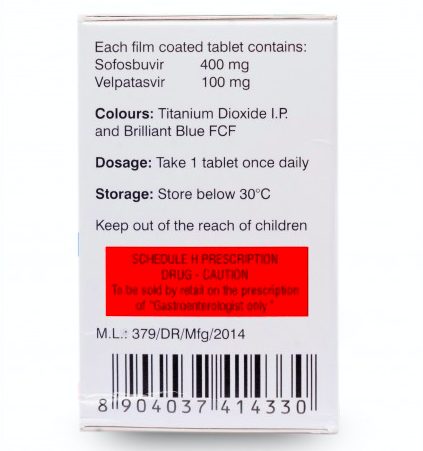 Each film coated tablet contains:
Sofosbuvir 400 mg
Velpatasvir 100 mg
Colours: Titanium Dioxide I.P.
and Brilliant Blue FCF
Dosage: Take 1 tablet once daily
Storage: Store below 30°C
Keep out of the reach of children
SCHEDULE H PRESCRIPTION
DRUG - CAUTION
To be sold by retail on the prescription
of "Gastroenterologist only."
M.L.: 379/DR/Mfg/2014
8 904037 414330